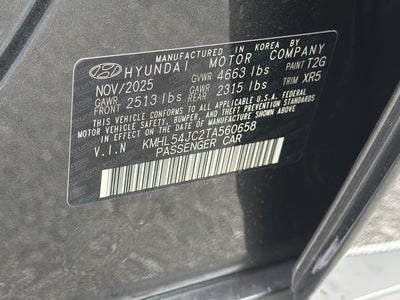 MANUFACTURED IN KOREA BY
HYUNDAI MOTOR COMPANY
NOV/2025 GVWR 4663 lbs PAINT T2G
GAWR FRONT 2513 lbs GAWR REAR 2315 lbs TRIM XR5
THIS VEHICLE CONFORMS TO ALL APPLICABLE U.S.A. FEDERAL
MOTOR VEHICLE SAFETY, BUMPER, AND THEFT PREVENTION
STANDARDS IN EFFECT ON THE DATE OF MANUFACTURE SHOWN ABOVE.
V.I.N KMHL54JC2TA560658
PASSENGER CAR